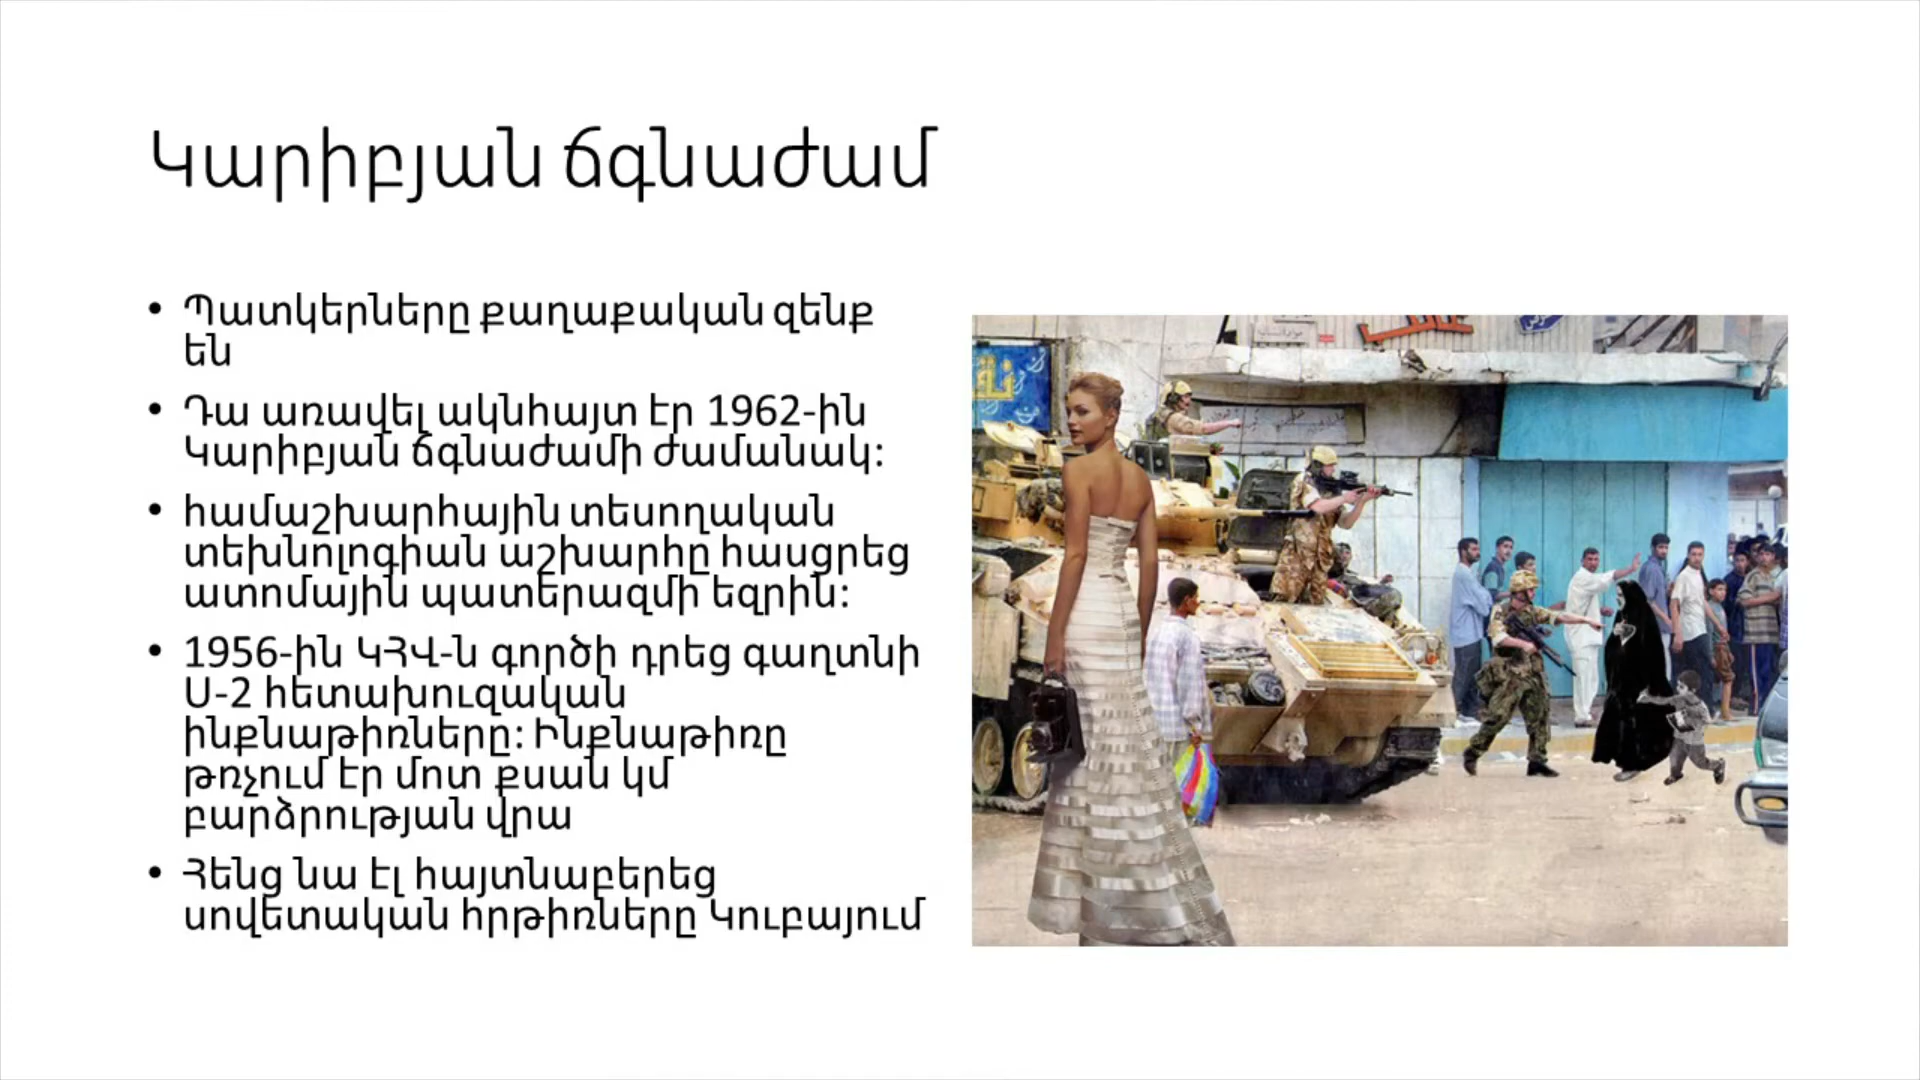 Կարիբյան ճգնաժամ
• Պատկերները քաղաքական զենք
են
• Դա առավել ակնհայտ էր 1962-ին
Կարիբյան ճգնաժամի ժամանակ:
• համաշխարհային տեսողական
տեխնոլոգիան աշխարհը հասցրեց
ատոմային պատերազմի եզրին:
• 1956-ին ԿՀՎ-ն գործի դրեց գաղտնի
Ս-2 հետախուզական
ինքնաթիռները: Ինքնաթիռը
թռչում էր մոտ քսան կմ
բարձրության վրա
• Հենց նա էլ հայտնաբերեց
սովետական հրթիռները Կուբայում